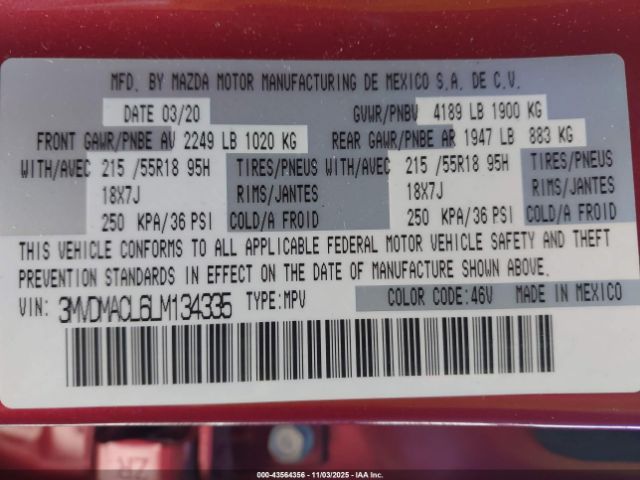 MFD. BY MAZDA MOTOR MANUFACTURING DE MEXICO S.A. DE C.V.
DATE 03/20 GVWR/PNBV 4189 LB 1900 KG
FRONT GAWR/PNBE AV 2249 LB 1020 KG REAR GAWR/PNBE AR 1947 LB 883 KG
WITH/AVEC 215 /55R18 95H TIRES/PNEUS WITH/AVEC 215 /55R18 95H TIRES/PNEUS
18X7J RIMS/JANTES 18X7J RIMS/JANTES
250 KPA/36 PSI COLD/A FROID 250 KPA/36 PSI COLD/A FROID
THIS VEHICLE CONFORMS TO ALL APPLICABLE FEDERAL MOTOR VEHICLE SAFETY AND THEFT
PREVENTION STANDARDS IN EFFECT ON THE DATE OF MANUFACTURE SHOWN ABOVE.
VIN: 3MVDMACL6LM134335 TYPE:MPV COLOR CODE:46V MADE IN MEXICO
ZR
000-43564356 - 11/03/2025 - IAA Inc.